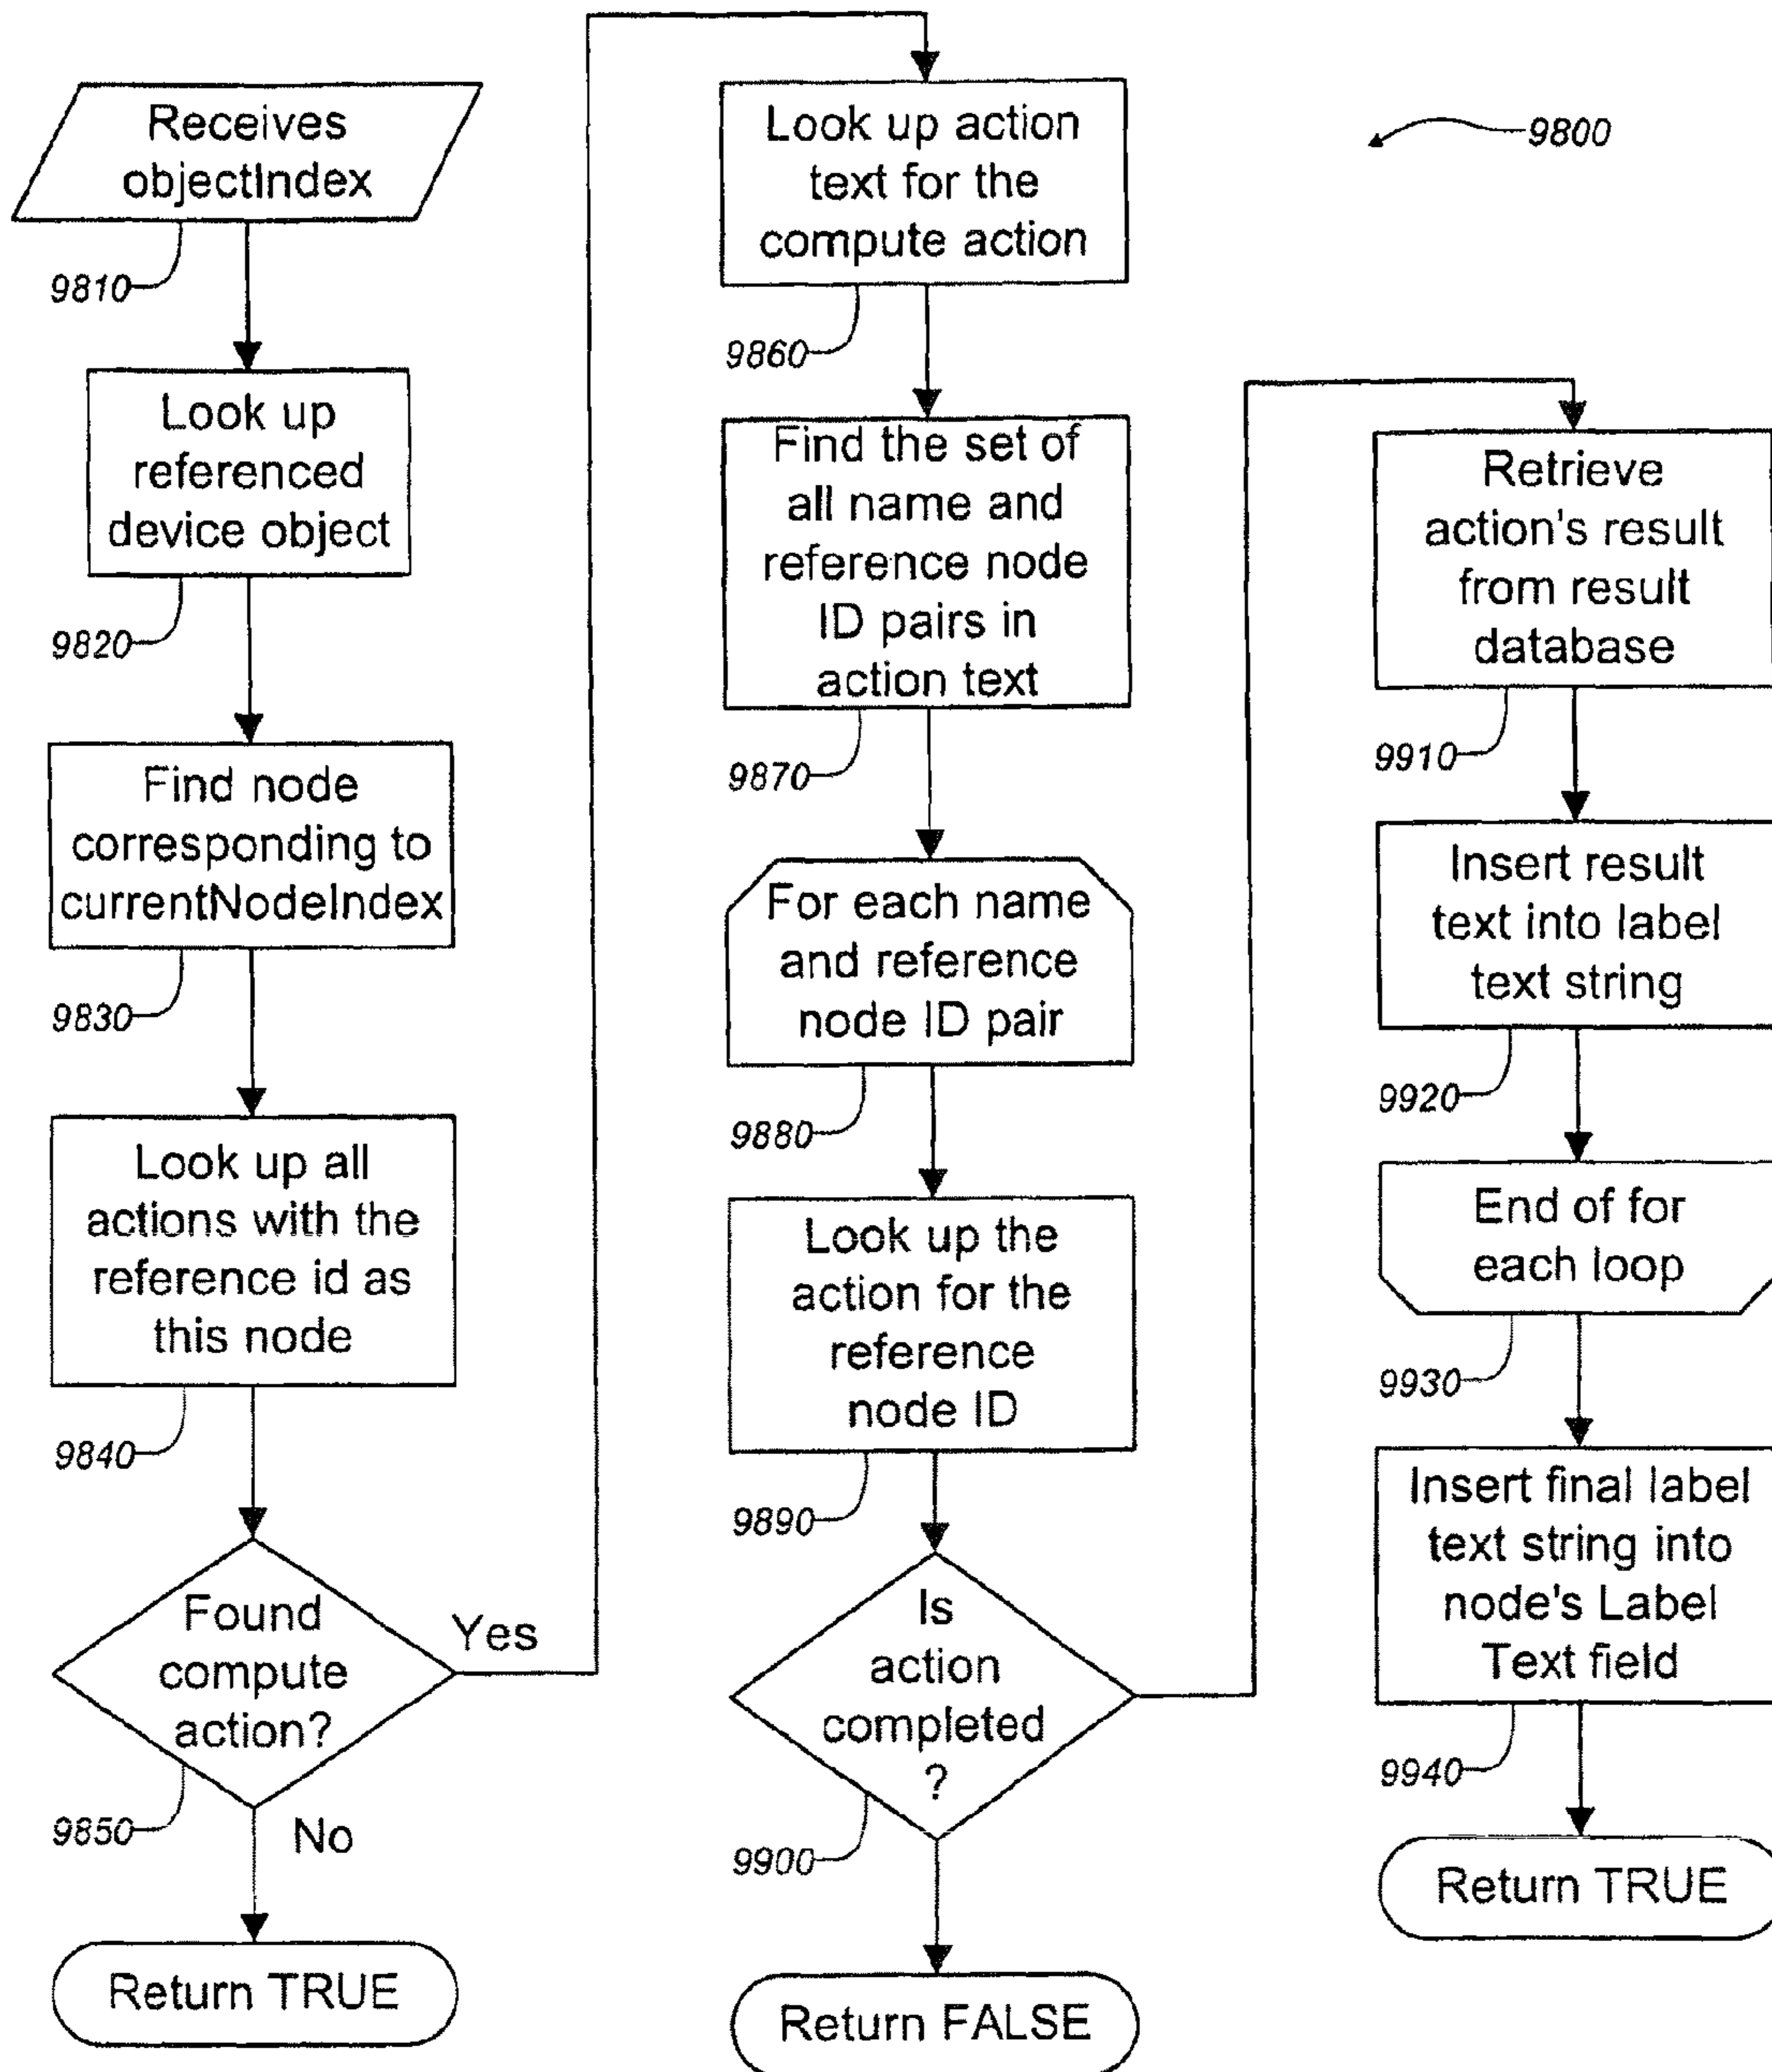 Receives
objectIndex
9810
Look up
referenced
device object
9820
Find node
corresponding to
currentNodeIndex
9830
Look up all
actions with the
reference id as
this node
9840
Found
compute
action?
Yes
9850
No
Return TRUE
Look up action
text for the
compute action
9860
Find the set of
all name and
reference node
ID pairs in
action text
9870
For each name
and reference
node ID pair
9880
Look up the
action for the
reference
node ID
9890
Is
action
completed
?
9900
Return FALSE
9800
Retrieve
action's result
from result
database
9910
Insert result
text into label
text string
9920
End of for
each loop
9930
Insert final label
text string into
node's Label
Text field
9940
Return TRUE